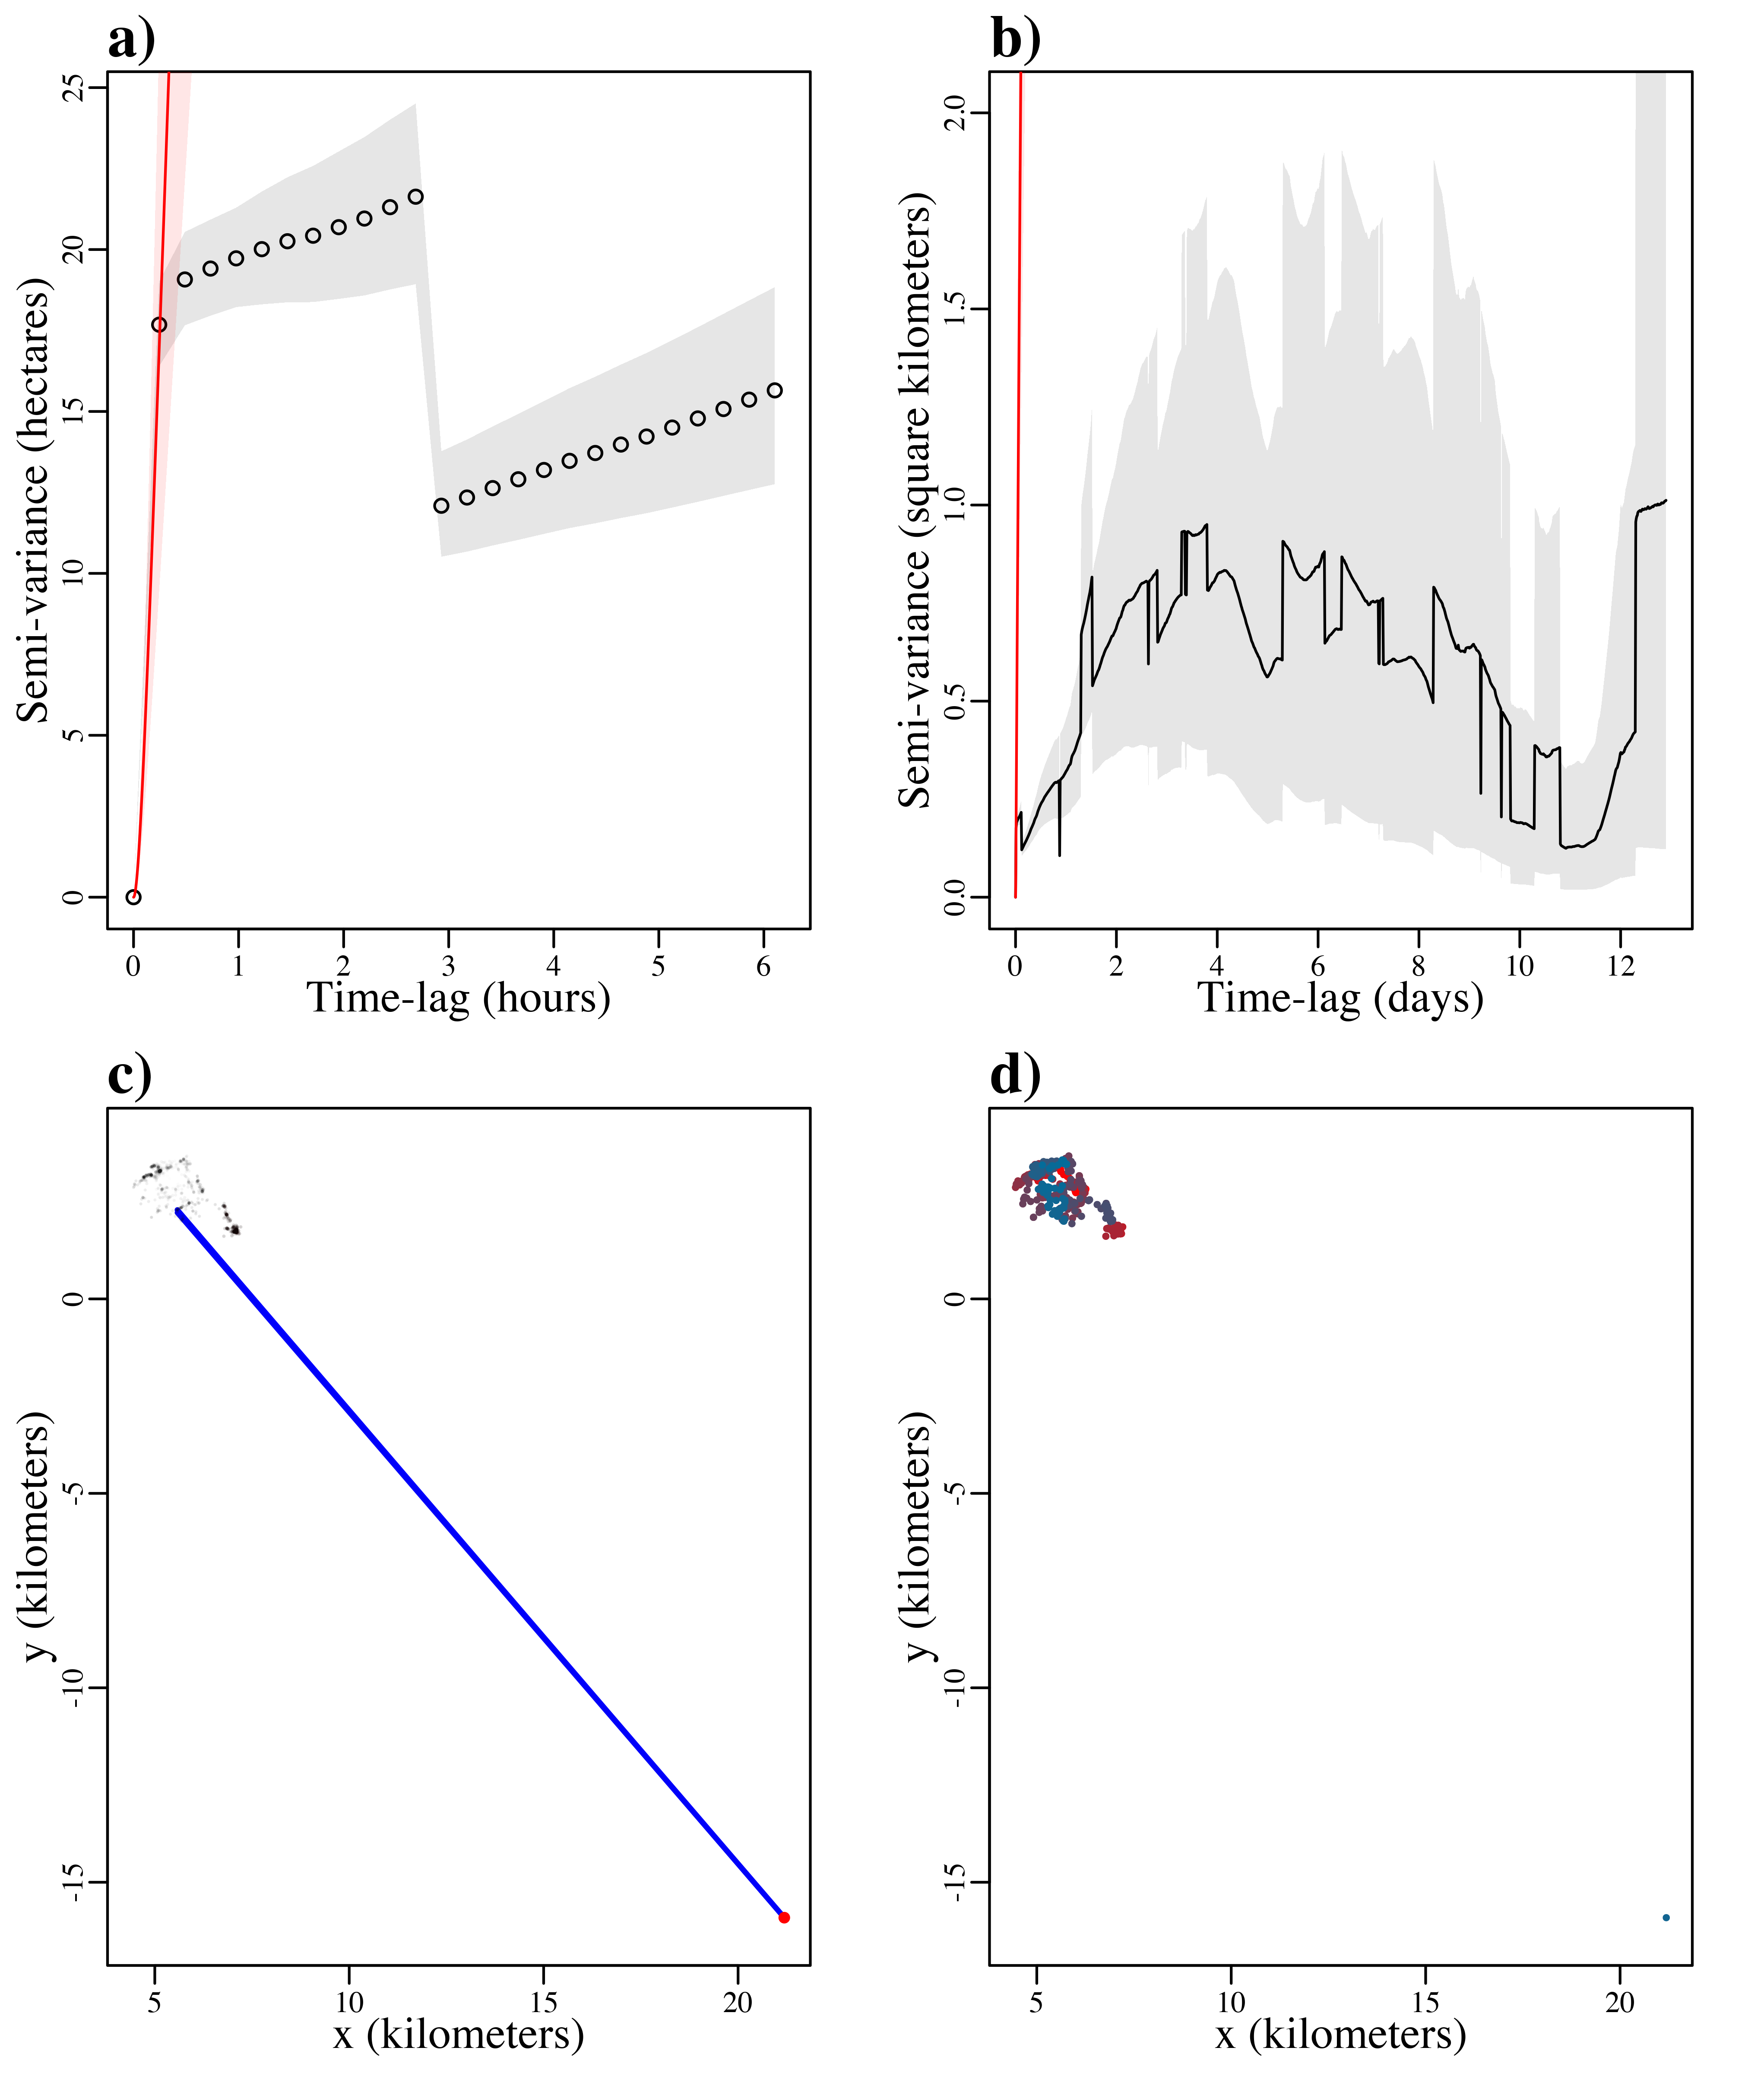 a)
Semi-variance (hectares)
25
20
15
10
5
0
0 1 2 3 4 5 6
Time-lag (hours)
b)
Semi-variance (square kilometers)
2.0
1.5
1.0
0.5
0.0
0 2 4 6 8 10 12
Time-lag (days)
c)
y (kilometers)
0
-5
-10
-15
5 10 15 20
x (kilometers)
d)
y (kilometers)
0
-5
-10
-15
5 10 15 20
x (kilometers)